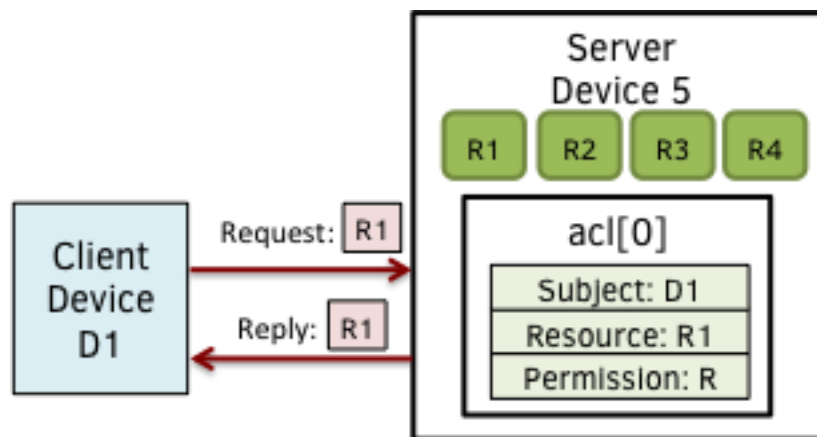 Server
Device 5
R1 R2 R3 R4
Client
Device
D1
Request: R1
Reply: R1
acl[0]
Subject: D1
Resource: R1
Permission: R